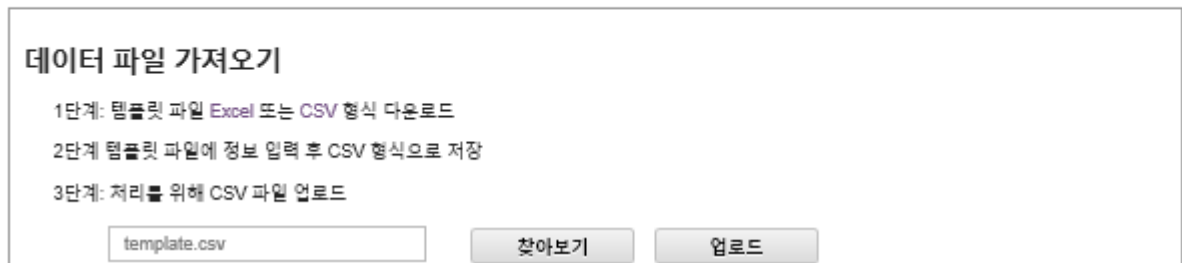 데이터 파일 가져오기
1단계: 템플릿 파일 Excel 또는 CSV 형식 다운로드
2단계 템플릿 파일에 정보 입력 후 CSV 형식으로 저장
3단계: 처리를 위해 CSV 파일 업로드
template.csv 찾아보기 업로드